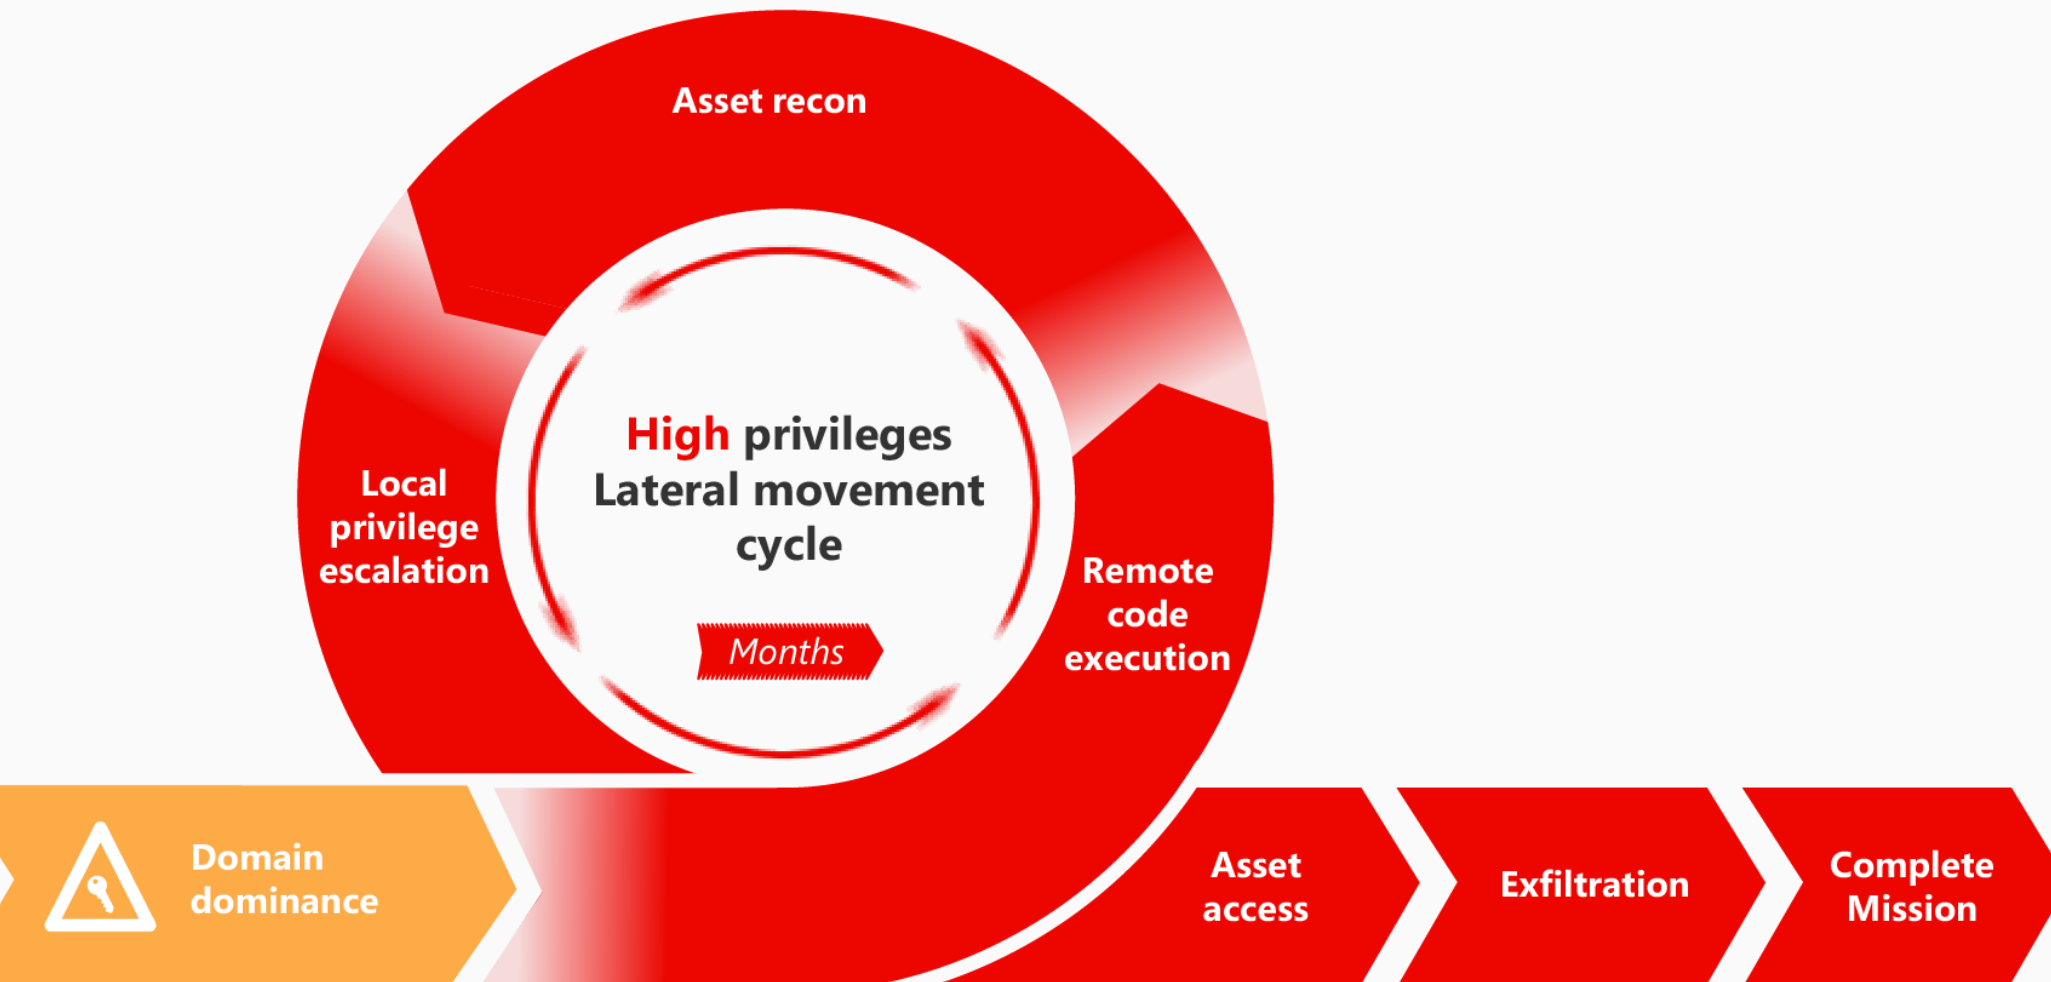 Asset recon
High privileges
Lateral movement
cycle
Months
Local
privilege
escalation
Remote
code
execution
Domain
dominance
Asset
access
Exfiltration
Complete
Mission